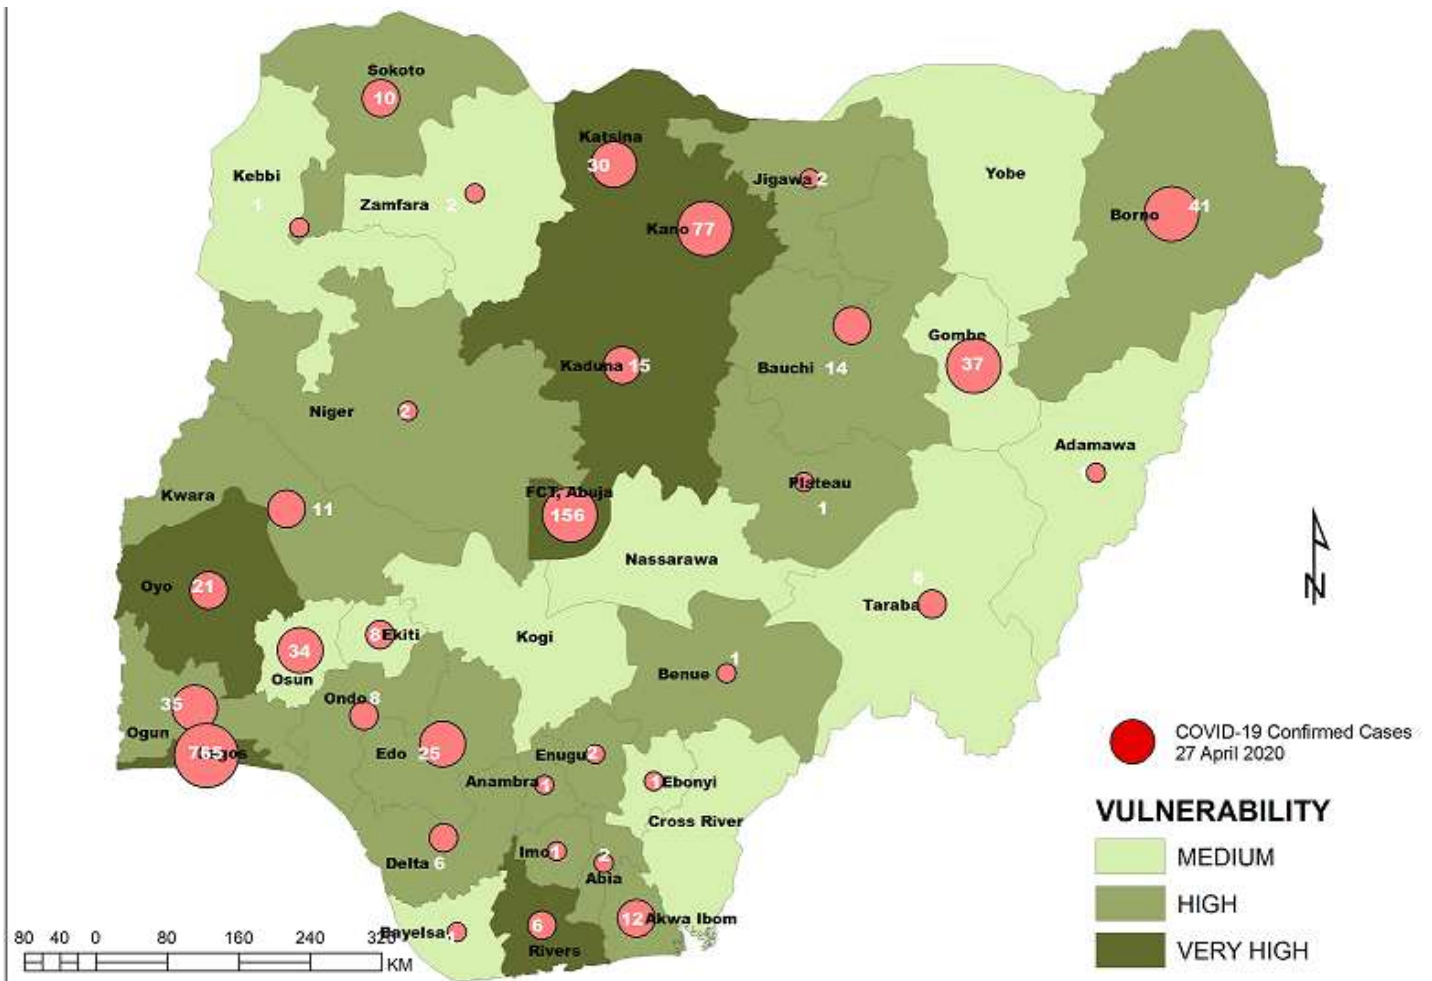 Sokoto
10
Katsina
30
Kebbi
1
Zamfara 2
Jigawa 2
Yobe
Borno 41
Kano 77
Gombe
37
Kaduna 15
Bauchi 14
Niger 2
Adamawa
Kwara 11
Plateau
1
FCT, Abuja
156
Nassarawa
Oyo 21
Taraba
8 Ekiti
Kogi
34
Osun
Benue 1
Ondo 8
35
Ogun
Edo 25
Enugu 2
Anambra 1
1 Ebonyi
Cross River
Delta 6
Imo 1
2
Abia
12 Akwa Ibom
Bayelsa
6
Rivers
N
COVID-19 Confirmed Cases
27 April 2020
VULNERABILITY
MEDIUM
HIGH
VERY HIGH
80 40 0 80 160 240 320
KM